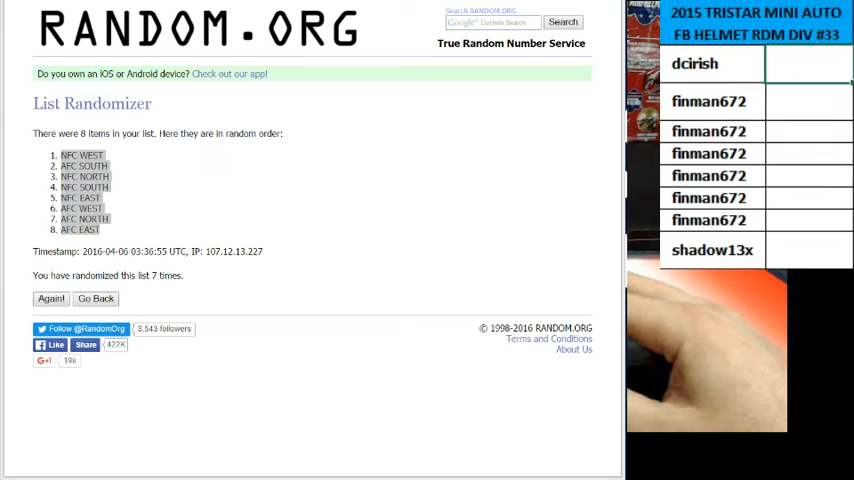 RANDOM.ORG
Search RANDOM.ORG
Google Custom Search
Search
True Random Number Service
Do you own an iOS or Android device? Check out our app!
List Randomizer
There were 8 items in your list. Here they are in random order:
1. NFC WEST
2. AFC SOUTH
3. NFC NORTH
4. NFC SOUTH
5. NFC EAST
6. AFC WEST
7. AFC NORTH
8. AFC EAST
Timestamp: 2016-04-06 03:36:55 UTC, IP: 107.12.13.227
You have randomized this list 7 times.
Again! Go Back
Follow @RandomOrg 3,543 followers
Like Share 422K
G+1 19k
© 1998-2016 RANDOM.ORG
Terms and Conditions
About Us
2015 TRISTAR MINI AUTO
FB HELMET RDM DIV #33
dcirish
finman672
finman672
finman672
finman672
finman672
finman672
shadow13x